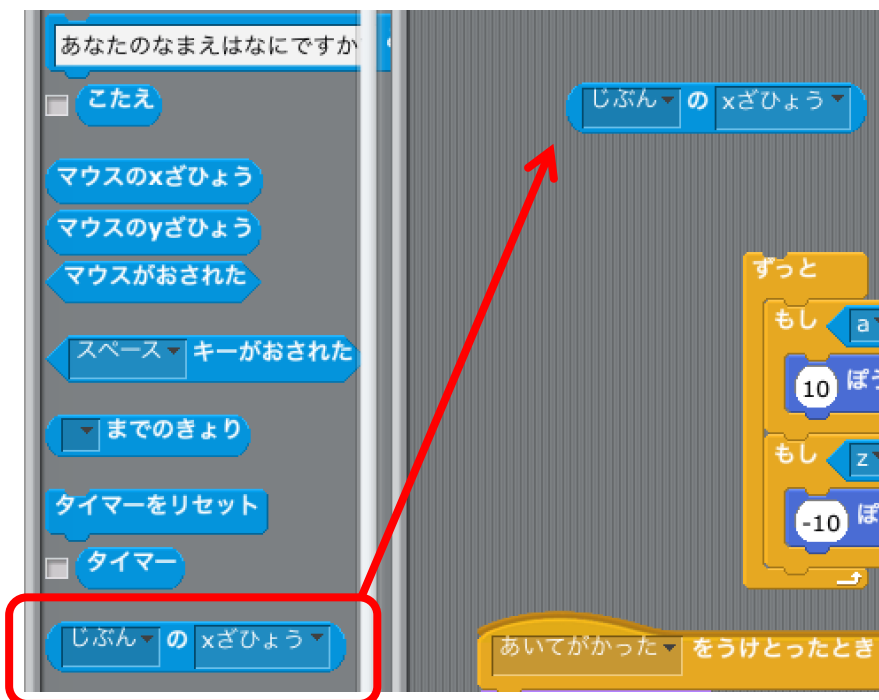 あなたのなまえはなにですか
こたえ
マウスのxざひょう
マウスのyざひょう
マウスがおされた
スペース キーがおされた
までのきょり
タイマーをリセット
タイマー
じぶん の xざひょう
じぶん の xざひょう
ずっと
もし a
10 ぽ
もし z
-10 ぽ
あいてがかった をうけとったとき